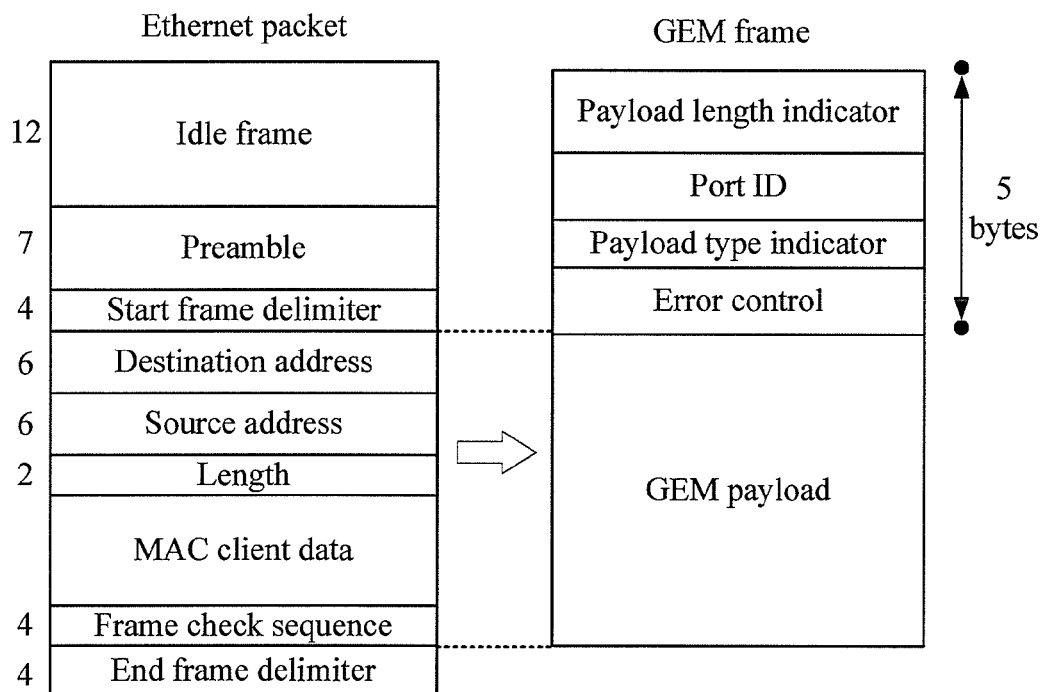 Ethernet packet
12 Idle frame
7 Preamble
4 Start frame delimiter
6 Destination address
6 Source address
2 Length
MAC client data
4 Frame check sequence
4 End frame delimiter
GEM frame
Payload length indicator
Port ID
Payload type indicator
Error control
GEM payload
5
bytes